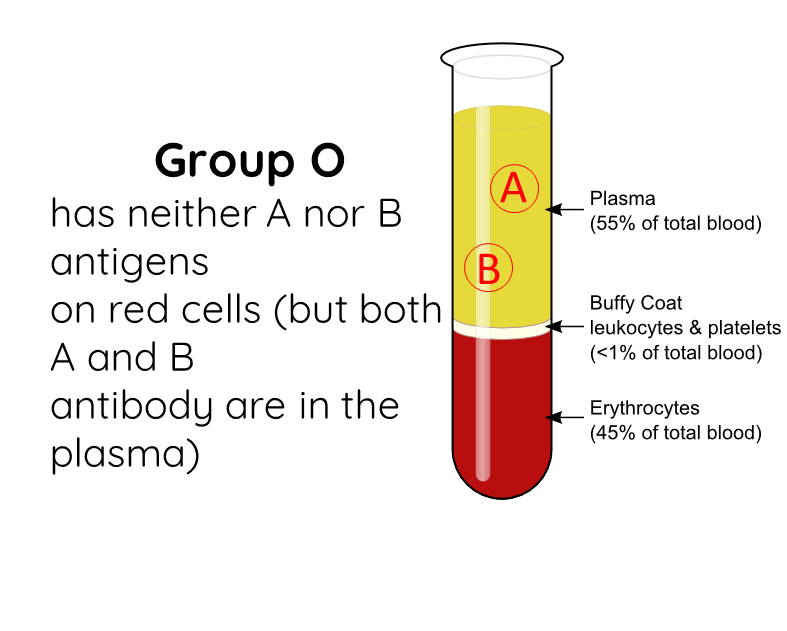 Group O
has neither A nor B
antigens
on red cells (but both
A and B
antibody are in the
plasma)
A
B
Plasma
(55% of total blood)
Buffy Coat
leukocytes & platelets
(<1% of total blood)
Erythrocytes
(45% of total blood)